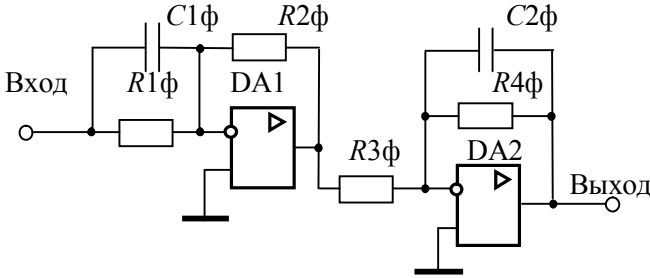 C1ф
R2ф
C2ф
Вход
R1ф
DA1
R4ф
R3ф
DA2
Выход